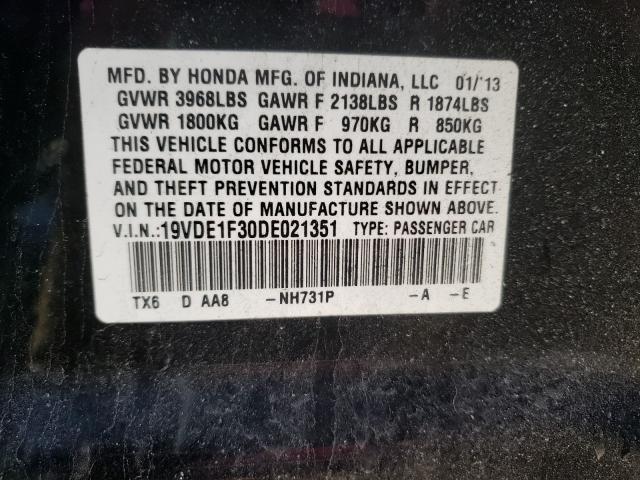 MFD. BY HONDA MFG. OF INDIANA, LLC 01/13
GVWR 3968LBS GAWR F 2138LBS R 1874LBS
GVWR 1800KG GAWR F 970KG R 850KG
THIS VEHICLE CONFORMS TO ALL APPLICABLE
FEDERAL MOTOR VEHICLE SAFETY, BUMPER,
AND THEFT PREVENTION STANDARDS IN EFFECT
ON THE DATE OF MANUFACTURE SHOWN ABOVE.
V.I.N.:19VDE1F30DE021351 TYPE: PASSENGER CAR
TX6 D AA8 -NH731P -A -E